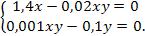 1,4x−0,02xy = 0
0,001xy−0,1y = 0.